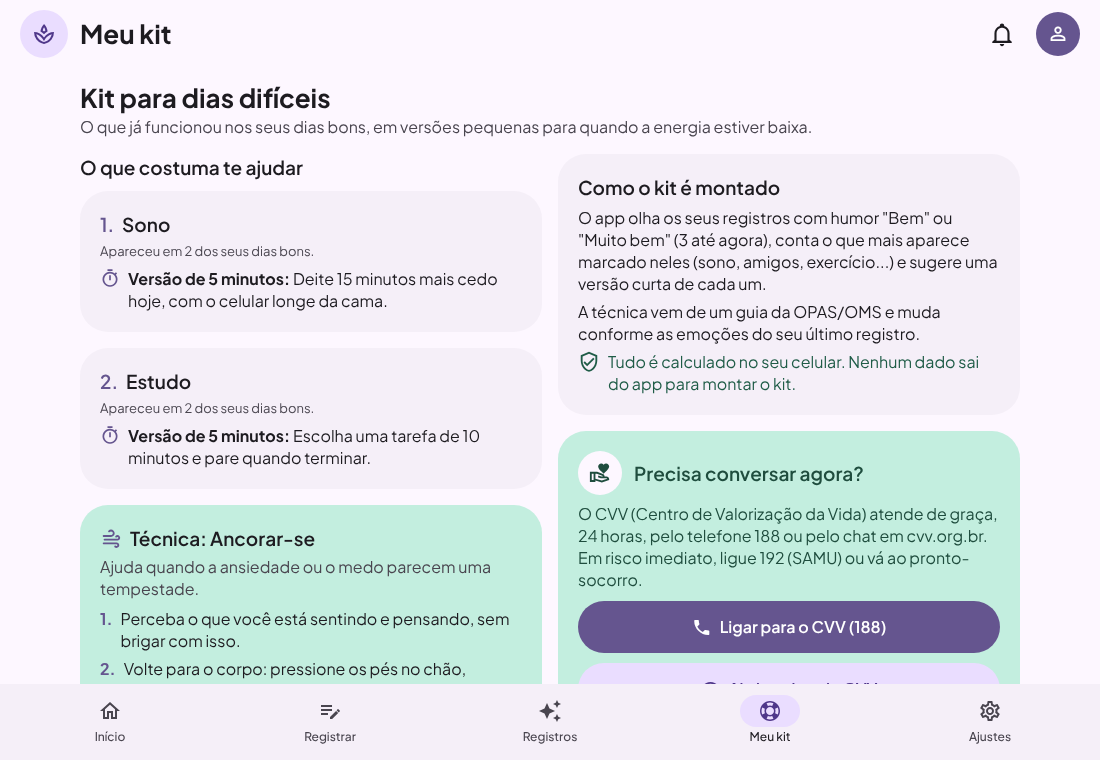 Meu kit
Kit para dias difíceis
O que já funcionou nos seus dias bons, em versões pequenas para quando a energia estiver baixa.
O que costuma te ajudar
1. Sono
Apareceu em 2 dos seus dias bons.
Versão de 5 minutos: Deite 15 minutos mais cedo
hoje, com o celular longe da cama.
2. Estudo
Apareceu em 2 dos seus dias bons.
Versão de 5 minutos: Escolha uma tarefa de 10
minutos e pare quando terminar.
Técnica: Ancorar-se
Ajuda quando a ansiedade ou o medo parecem uma
tempestade.
1. Perceba o que você está sentindo e pensando, sem
brigar com isso.
2. Volte para o corpo: pressione os pés no chão,
Como o kit é montado
O app olha os seus registros com humor "Bem" ou
"Muito bem" (3 até agora), conta o que mais aparece
marcado neles (sono, amigos, exercício...) e sugere uma
versão curta de cada um.
A técnica vem de um guia da OPAS/OMS e muda
conforme as emoções do seu último registro.
Tudo é calculado no seu celular. Nenhum dado sai
do app para montar o kit.
Precisa conversar agora?
O CVV (Centro de Valorização da Vida) atende de graça,
24 horas, pelo telefone 188 ou pelo chat em cvv.org.br.
Em risco imediato, ligue 192 (SAMU) ou vá ao pronto-
socorro.
Ligar para o CVV (188)
Início
Registrar
Registros
Meu kit
Ajustes